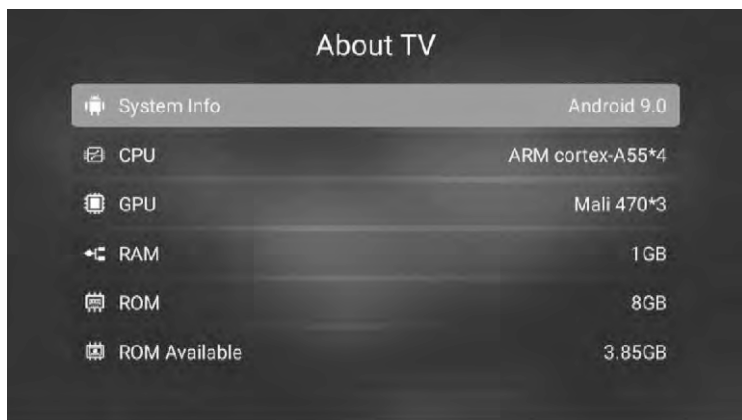 About TV
System Info Android 9.0
CPU ARM cortex-A55*4
GPU Mali 470*3
RAM 1GB
ROM 8GB
ROM Available 3.85GB